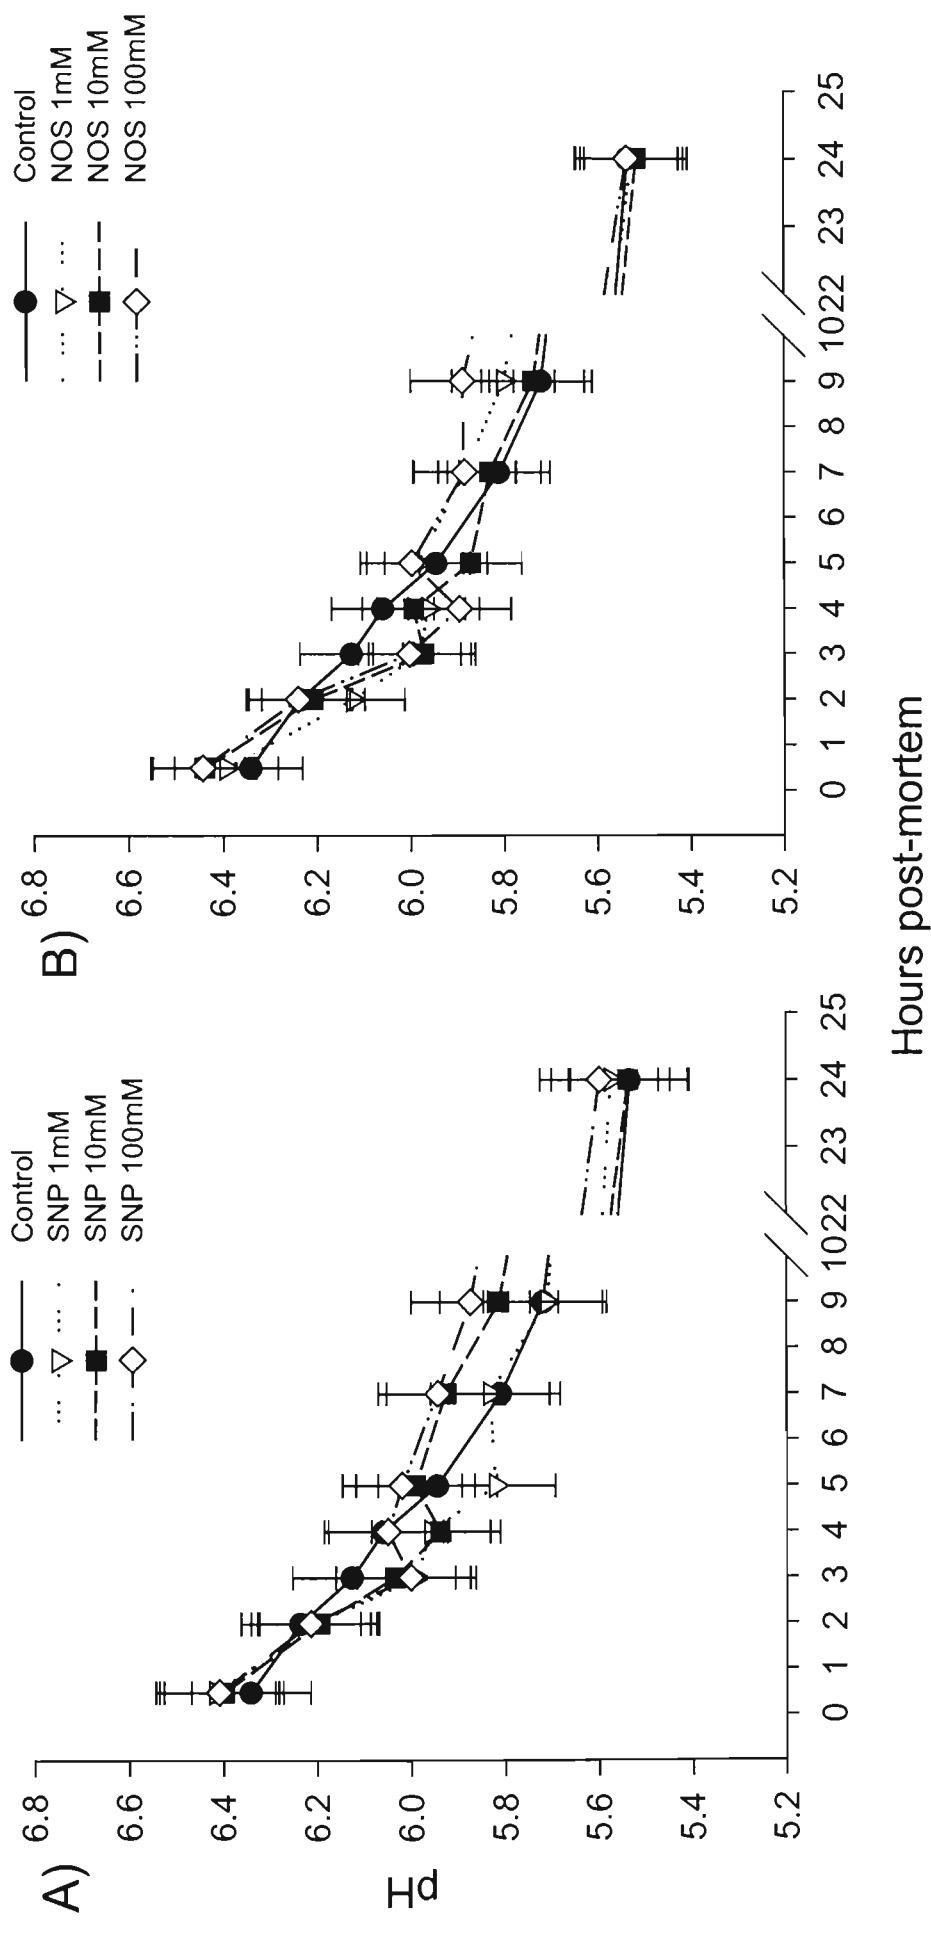 A)
Control
SNP 1mM
SNP 10mM
SNP 100mM
6.8
6.6
6.4
6.2
6.0
5.8
5.6
5.4
5.2
pH
0 1 2 3 4 5 6 7 8 9 1022 23 24 25
B)
Control
NOS 1mM
NOS 10mM
NOS 100mM
6.8
6.6
6.4
6.2
6.0
5.8
5.6
5.4
5.2
0 1 2 3 4 5 6 7 8 9 1022 23 24 25
Hours post-mortem